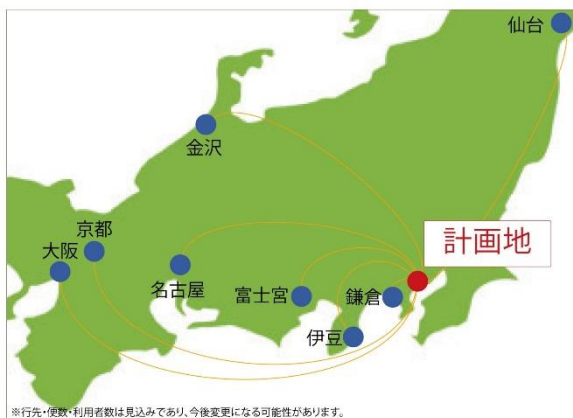 仙台
金沢
京都
大阪
名古屋
計画地
富士宮
鎌倉
伊豆
※行先・便数・利用者数は見込みであり、今後変更になる可能性があります。